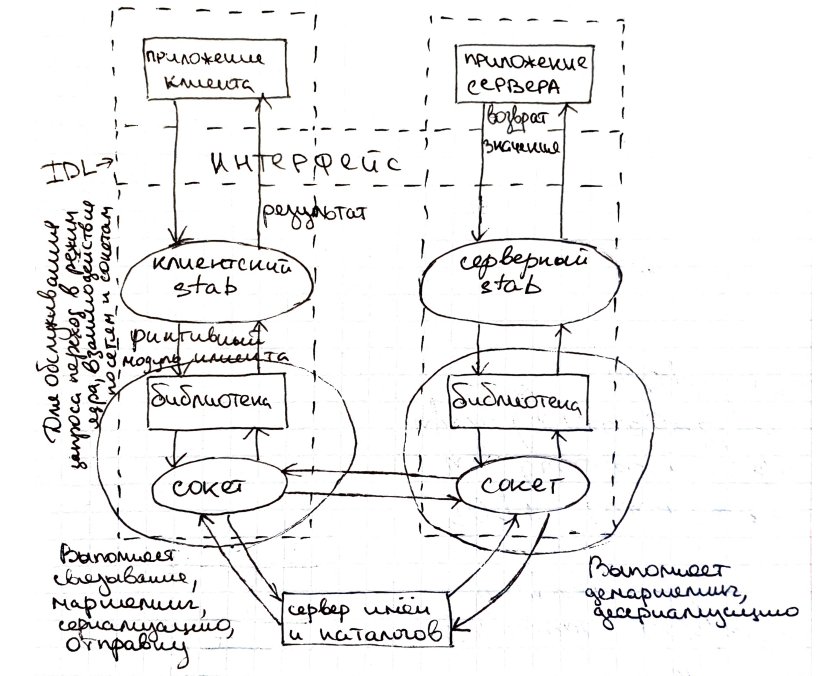 приложение
клиента
приложение
сервера
возврат
значения
IDL→
интерфейс
результат
клиентский
stab
серверный
stab
Для обслуживания
запроса переход в режим
ядра, взаимодействие
по сетям и сокетам
фиктивный
модуль клиента
библиотека
библиотека
сокет
сокет
Выполняет
связывание,
маршелинг,
сериализацию,
отправку
сервер имён
и каталогов
Выполняет
демаршелинг,
десериализацию